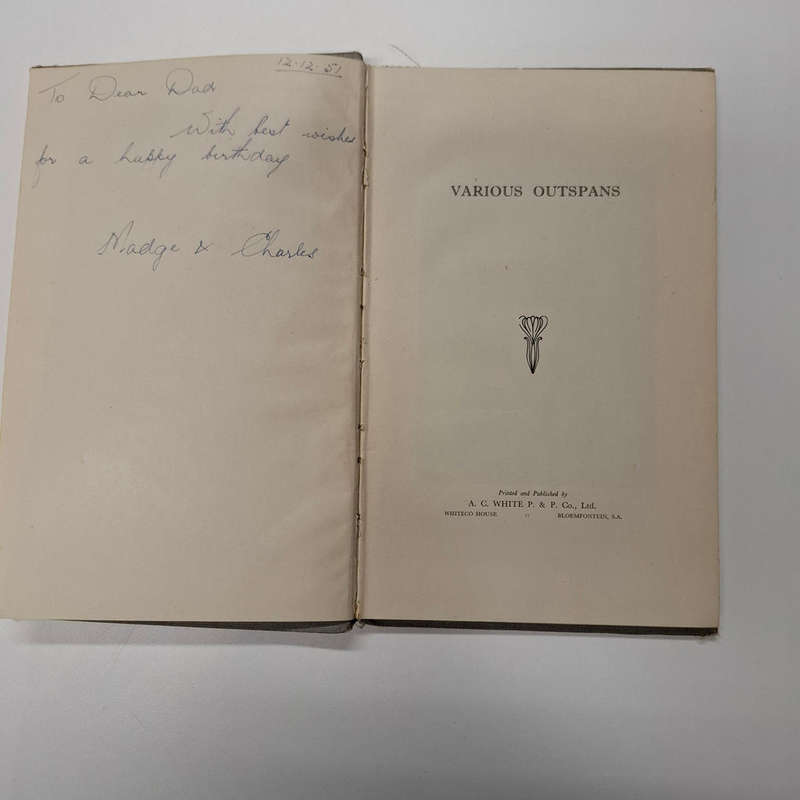 12.12.51
To Dear Dad
With best wishes
for a happy birthday
Madge & Charles
VARIOUS OUTSPANS
Printed and Published by
A. C. WHITE P. & P. Co., Ltd.
WHITECO HOUSE :: BLOEMFONTEIN, S.A.